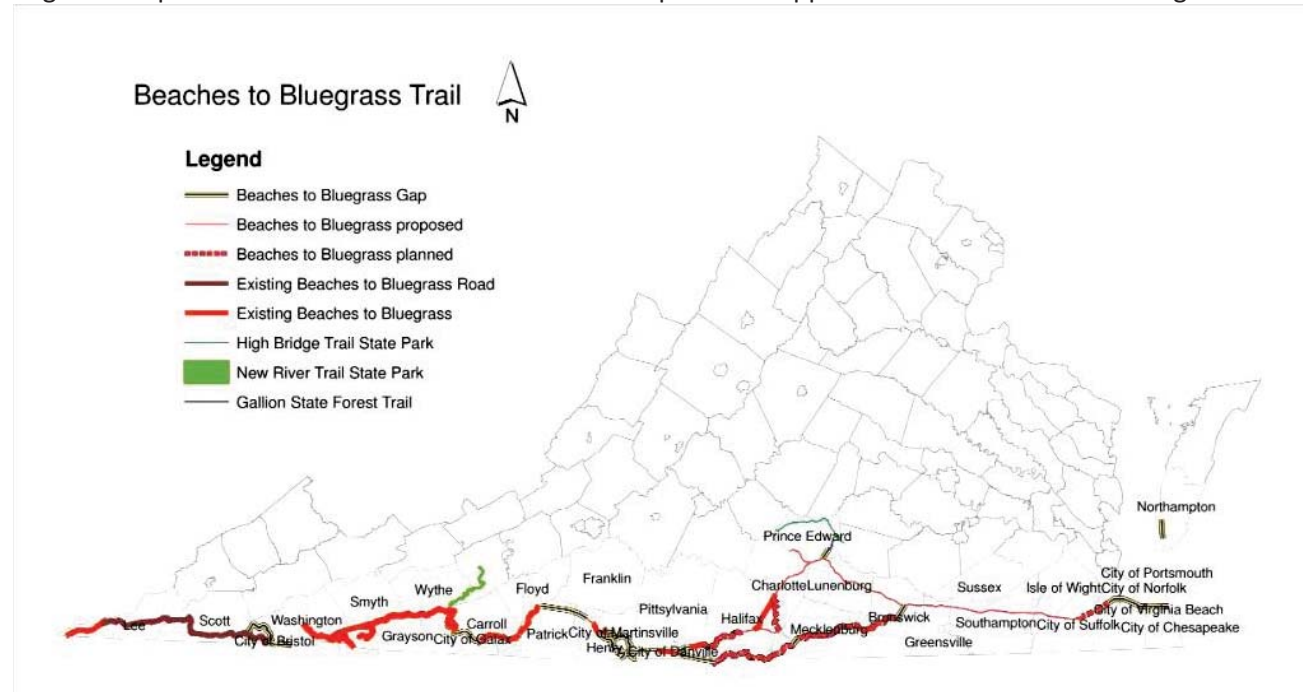 Beaches to Bluegrass Trail
N
Legend
Beaches to Bluegrass Gap
Beaches to Bluegrass proposed
Beaches to Bluegrass planned
Existing Beaches to Bluegrass Road
Existing Beaches to Bluegrass
High Bridge Trail State Park
New River Trail State Park
Gallion State Forest Trail
Northampton
Prince Edward
City of Portsmouth
Wythe
Floyd
Franklin
Charlotte
Lunenburg
Sussex
Isle of Wight
City of Norfolk
Smyth
Pittsylvania
City of Virginia Beach
Lee
Scott
Washington
Carroll
Halifax
Brunswick
Southampton
City of Suffolk
City of Chesapeake
City of Bristol
Grayson
City of Galax
Patrick
City of Martinsville
Mecklenburg
Greensville
Henry
City of Danville